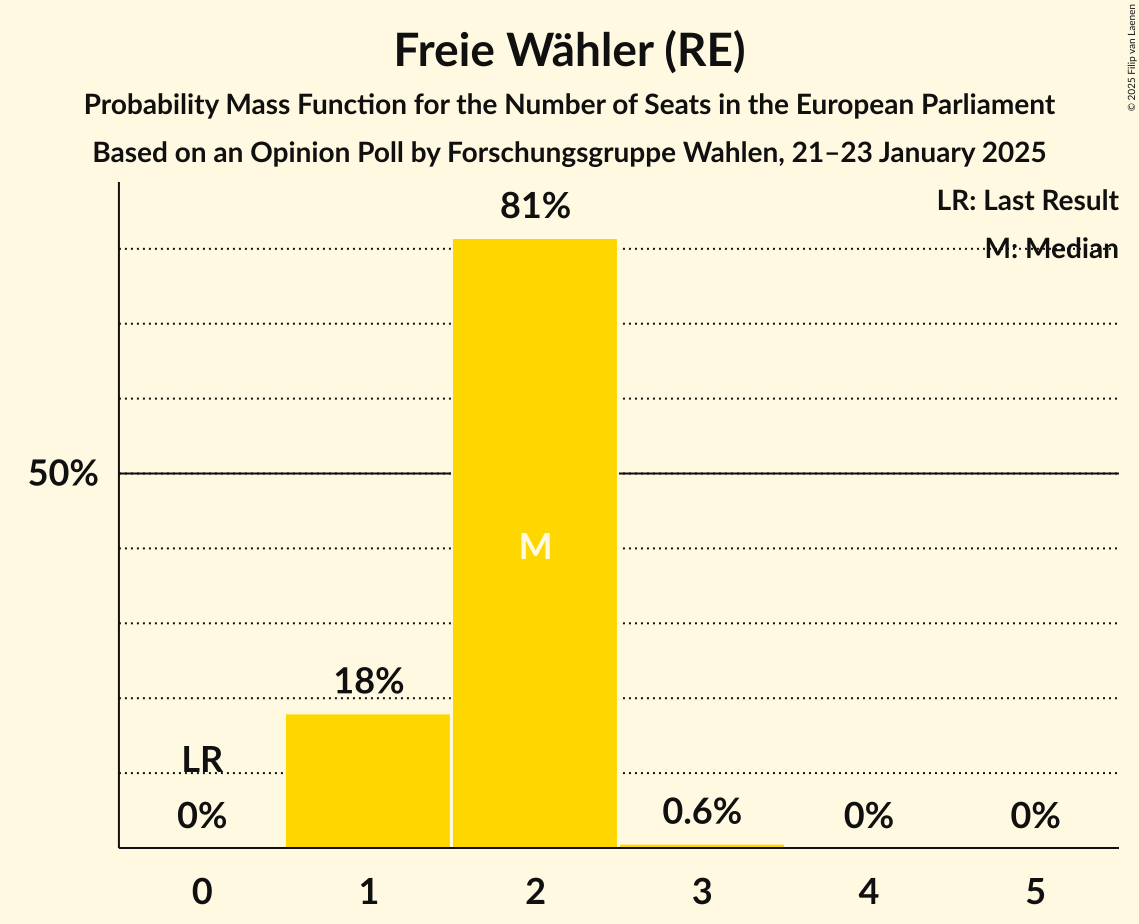 Freie Wähler (RE)
Probability Mass Function for the Number of Seats in the European Parliament
Based on an Opinion Poll by Forschungsgruppe Wahlen, 21–23 January 2025
© 2025 Filip van Laenen
LR: Last Result
M: Median
81%
50%
M
18%
LR
0%
0.6%
0%
0%
0
1
2
3
4
5